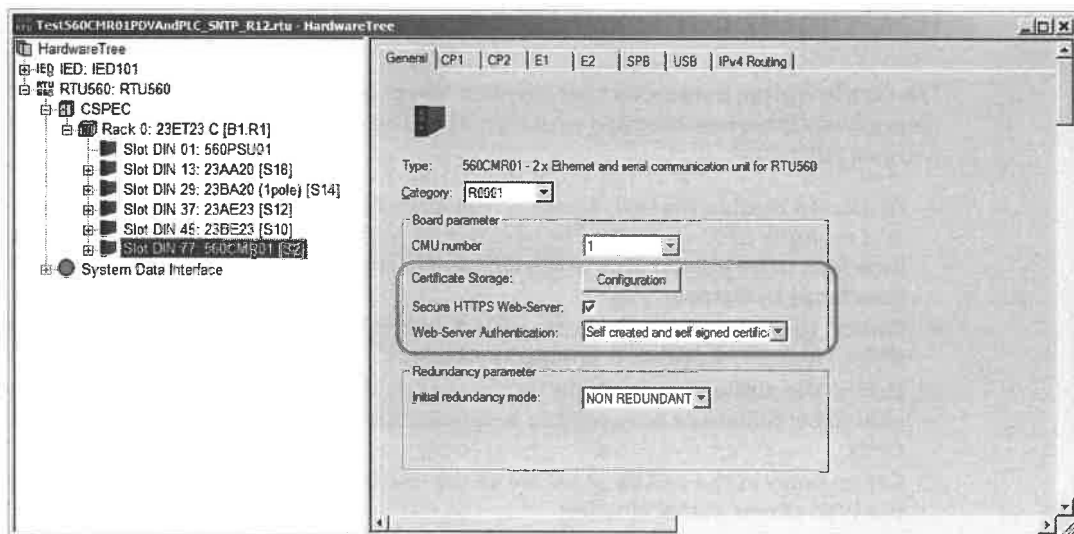 Test560CMR01PDVAndPLC_SNTP_R12.rtu - HardwareTree
HardwareTree
IED: IED101
RTU560: RTU560
CSPEC
Rack 0: 23ET23 C [B1.R1]
Slot DIN 01: 560PSU01
Slot DIN 13: 23AA20 [S16]
Slot DIN 29: 23BA20 (1pole) [S14]
Slot DIN 37: 23AE23 [S12]
Slot DIN 45: 23BE23 [S10]
Slot DIN 77: 560CMR01 [S2]
System Data Interface
General CP1 CP2 E1 E2 SPB USB IPv4 Routing
Type: 560CMR01 - 2x Ethernet and serial communication unit for RTU560
Category: R0001
Board parameter
CMU number 1
Certificate Storage: Configuration
Secure HTTPS Web-Server:
Web-Server Authentication: Self created and self signed certific
Redundancy parameter
Initial redundancy mode: NON REDUNDANT